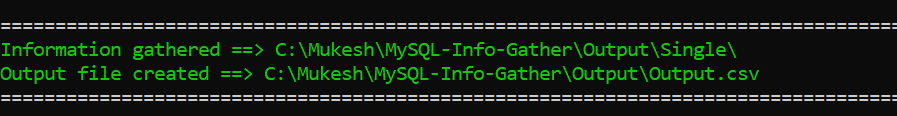 ==========================================================================
Information gathered ==> C:\Mukesh\MySQL-Info-Gather\Output\Single\
Output file created ==> C:\Mukesh\MySQL-Info-Gather\Output\Output.csv
==========================================================================